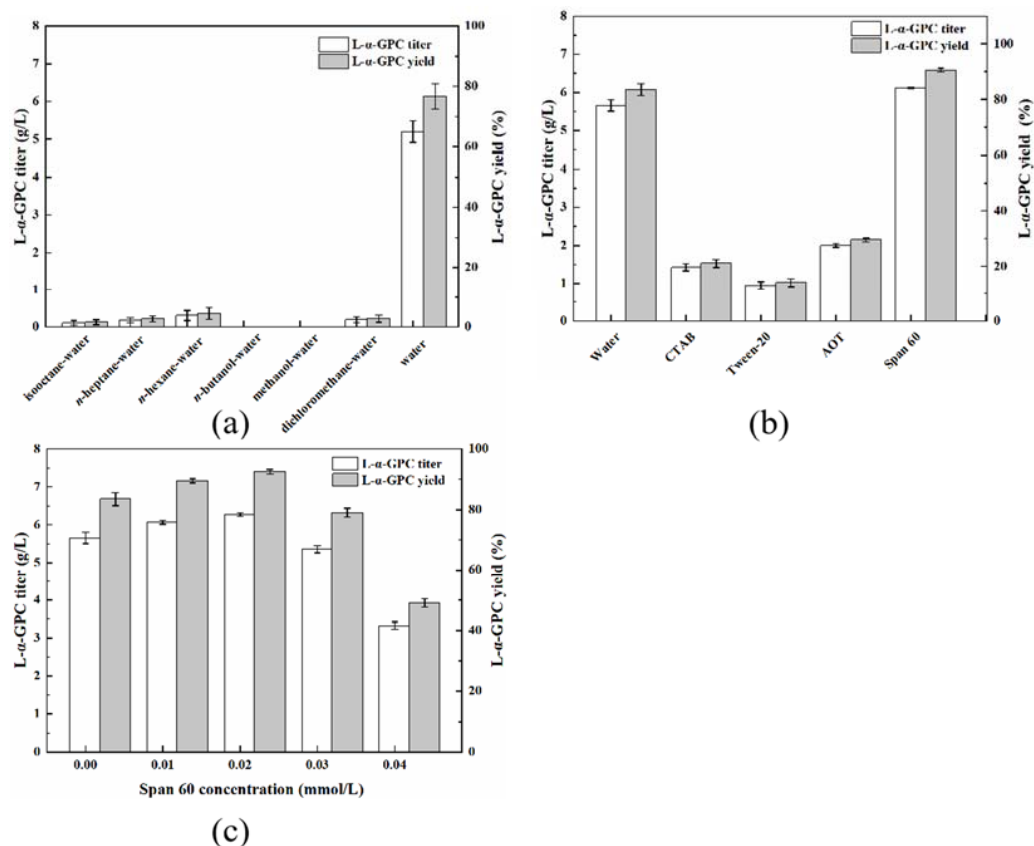 8
7
6
5
4
3
2
1
0
L-α-GPC titer (g/L)
100
80
60
40
20
0
L-α-GPC yield (%)
L-α-GPC titer
L-α-GPC yield
isooctane-water
n-heptane-water
n-hexane-water
n-butanol-water
methanol-water
dichloromethane-water
water
(a)
8
7
6
5
4
3
2
1
0
L-α-GPC titer (g/L)
100
80
60
40
20
0
L-α-GPC yield (%)
L-α-GPC titer
L-α-GPC yield
Water
CTAB
Tween-20
AOT
Span 60
(b)
8
7
6
5
4
3
2
1
0
L-α-GPC titer (g/L)
100
80
60
40
20
0
L-α-GPC yield (%)
L-α-GPC titer
L-α-GPC yield
0.00 0.01 0.02 0.03 0.04
Span 60 concentration (mmol/L)
(c)